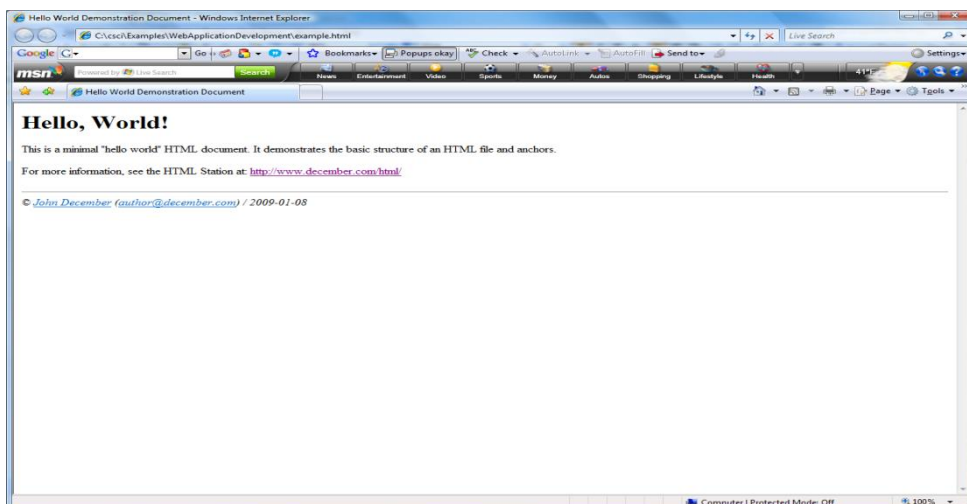 Hello World Demonstration Document - Windows Internet Explorer
C:\csci\Examples\WebApplicationDevelopment\example.html Live Search
Google G Go Bookmarks Popups okay Check AutoLink AutoFill Send to Settings
msn Powered by Live Search Search News Entertainment Video Sports Money Autos Shopping Lifestyle Health
Hello World Demonstration Document Page Tools
Hello, World!
This is a minimal "hello world" HTML document. It demonstrates the basic structure of an HTML file and anchors.
For more information, see the HTML Station at: http://www.december.com/html/
© John December (author@december.com) / 2009-01-08
Computer | Protected Mode: Off 100%